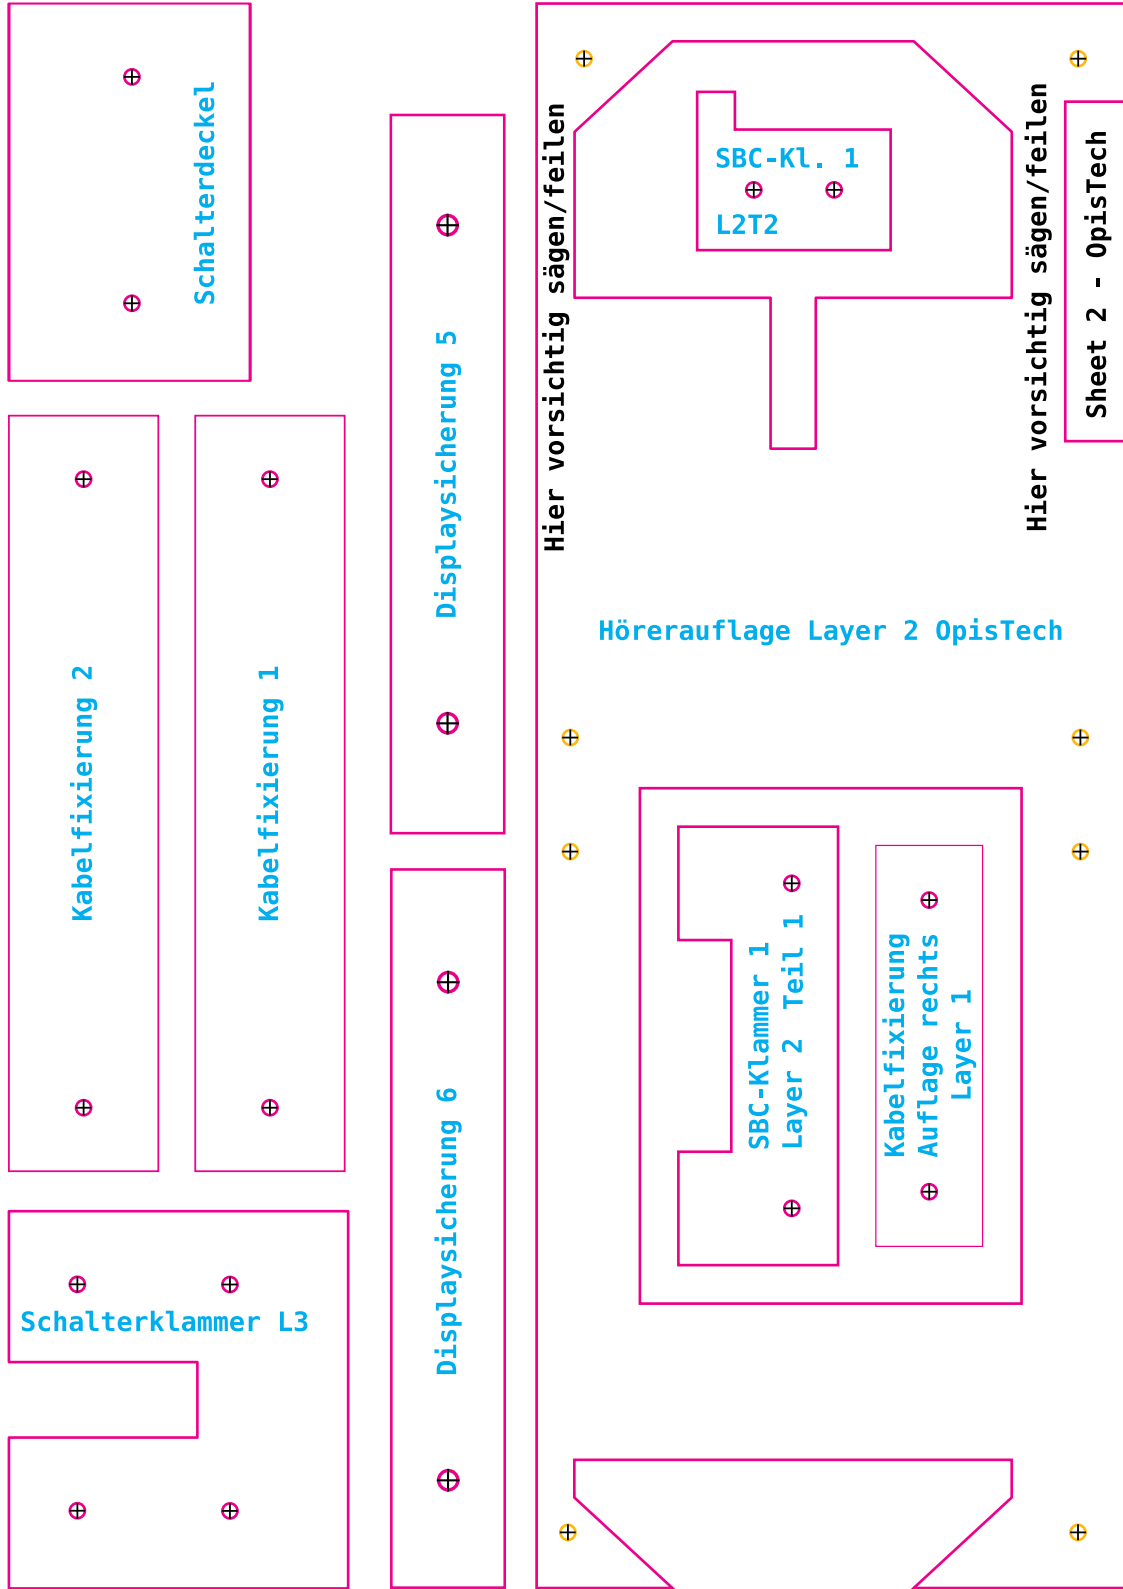 Schalterdeckel
Kabelfixierung 2
Kabelfixierung 1
Schalterklammer L3
Displaysicherung 5
Displaysicherung 6
Hier vorsichtig sägen/feilen
SBC-Kl. 1
L2T2
Hier vorsichtig sägen/feilen
Sheet 2 - OpisTech
Hörerauflage Layer 2 OpisTech
SBC-Klammer 1
Layer 2 Teil 1
Kabelfixierung
Auflage rechts
Layer 1